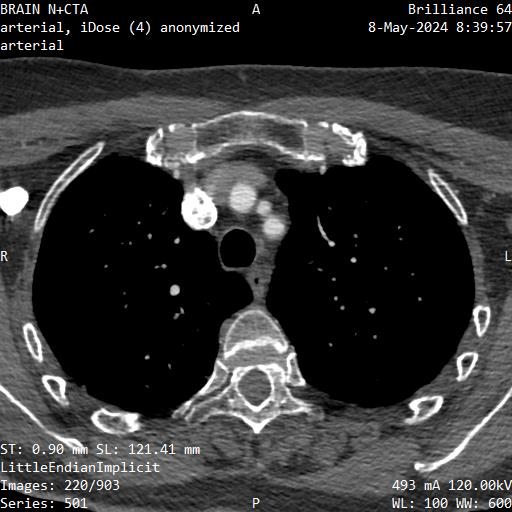 BRAIN N+CTA
arterial, iDose (4) anonymized
arterial
A
Brilliance 64
8-May-2024 8:39:57
R
L
ST: 0.90 mm SL: 121.41 mm
LittleEndianImplicit
Images: 220/903
Series: 501
P
493 mA 120.00kV
WL: 100 WW: 600